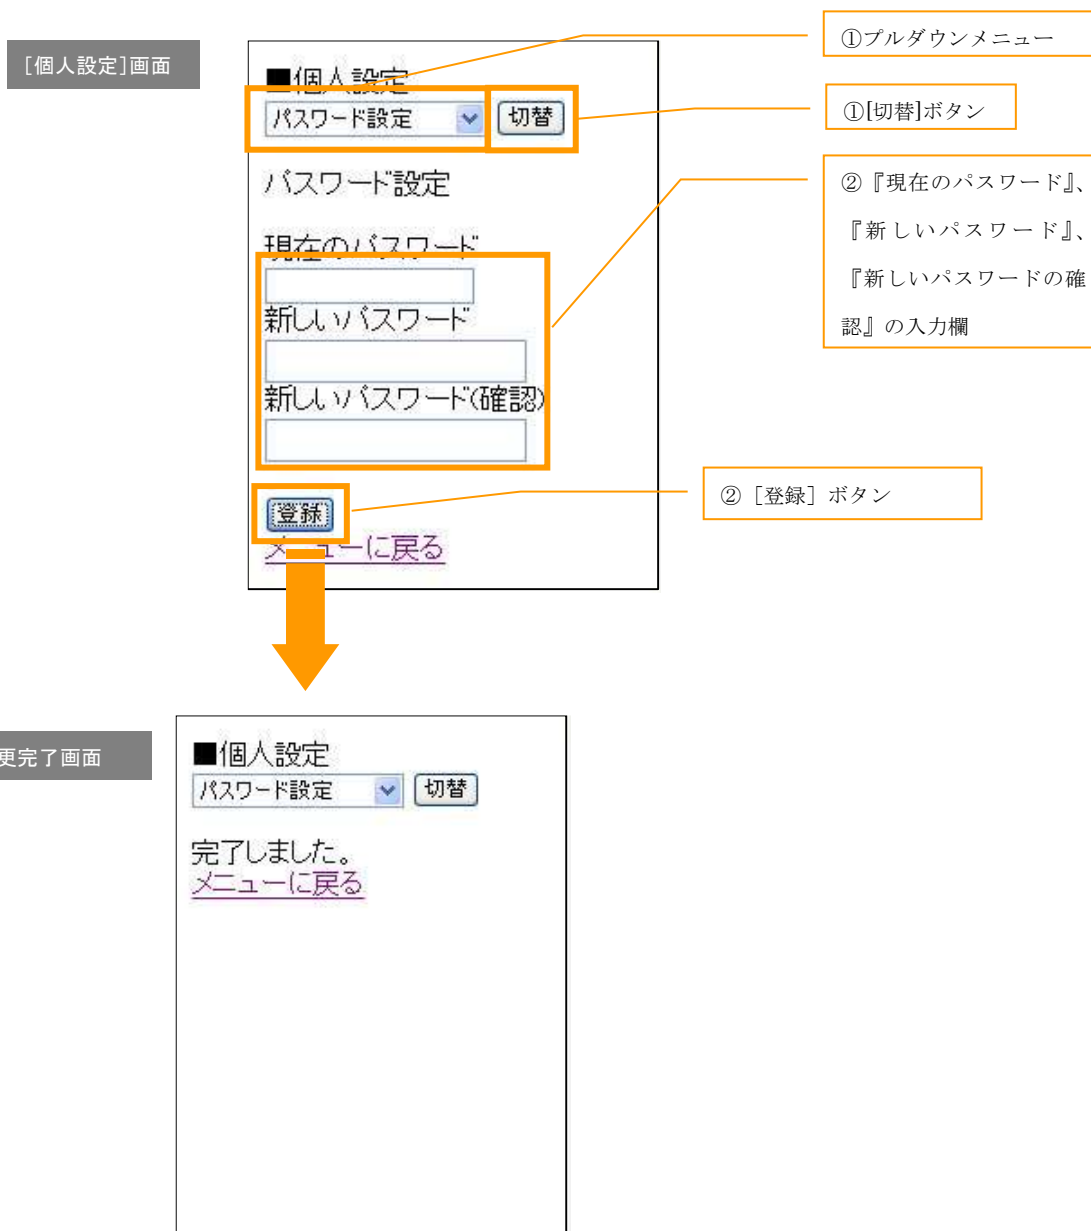 [個人設定]画面
■個人設定
パスワード設定 切替
パスワード設定
現在のパスワード
新しいパスワード
新しいパスワード(確認)
登録
メニューに戻る
①プルダウンメニュー
①[切替]ボタン
②『現在のパスワード』、
『新しいパスワード』、
『新しいパスワードの確
認』の入力欄
②［登録］ボタン
更完了画面
■個人設定
パスワード設定 切替
完了しました。
メニューに戻る